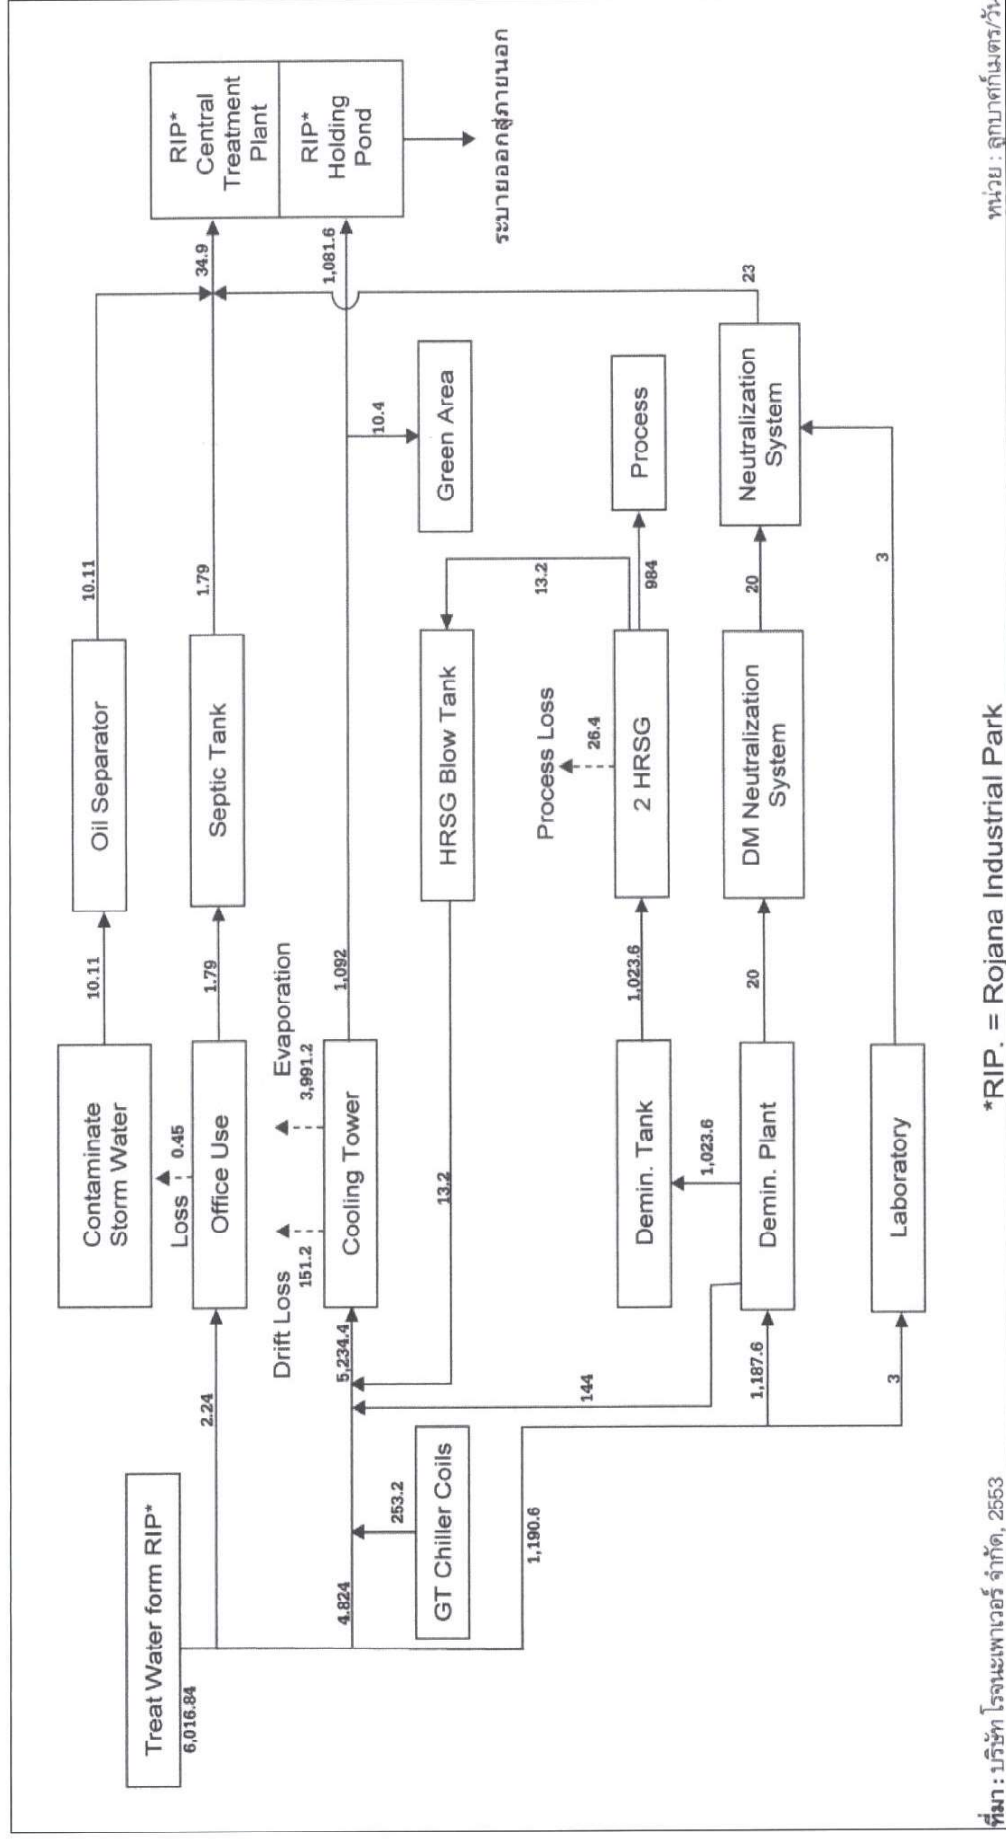 Treat Water form RIP*
6,016.84
2.24
4.824
1,190.6
253.2
GT Chiller Coils
144
1,187.6
3
5,234.4
13.2
Contaminate
Storm Water
10.11
Oil Separator
10.11
Loss
0.45
Office Use
1.79
Septic Tank
1.79
Drift Loss
151.2
Evaporation
3,991.2
Cooling Tower
1,092
10.4
Green Area
HRSG Blow Tank
13.2
Demin. Tank
1,023.6
1,023.6
Process Loss
26.4
2 HRSG
984
Process
Demin. Plant
20
DM Neutralization
System
20
Neutralization
System
23
Laboratory
3
34.9
1,081.6
RIP*
Central
Treatment
Plant
RIP*
Holding
Pond
ระบายออกสู่ภายนอก
*RIP. = Rojana Industrial Park
หน่วย : ลูกบาศก์เมตร/วัน
ที่มา : บริษัท โรจนะเพาเวอร์ จำกัด, 2553